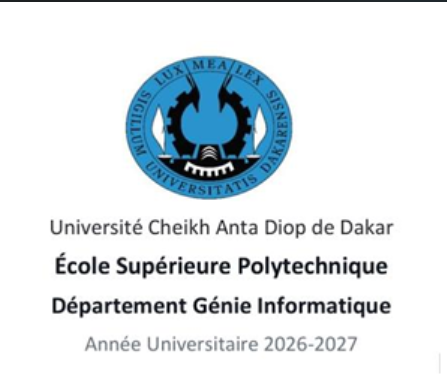 LUX MEA LEX
SIGILLUM UNIVERSITATIS DAKARENSIS
Université Cheikh Anta Diop de Dakar
École Supérieure Polytechnique
Département Génie Informatique
Année Universitaire 2026-2027